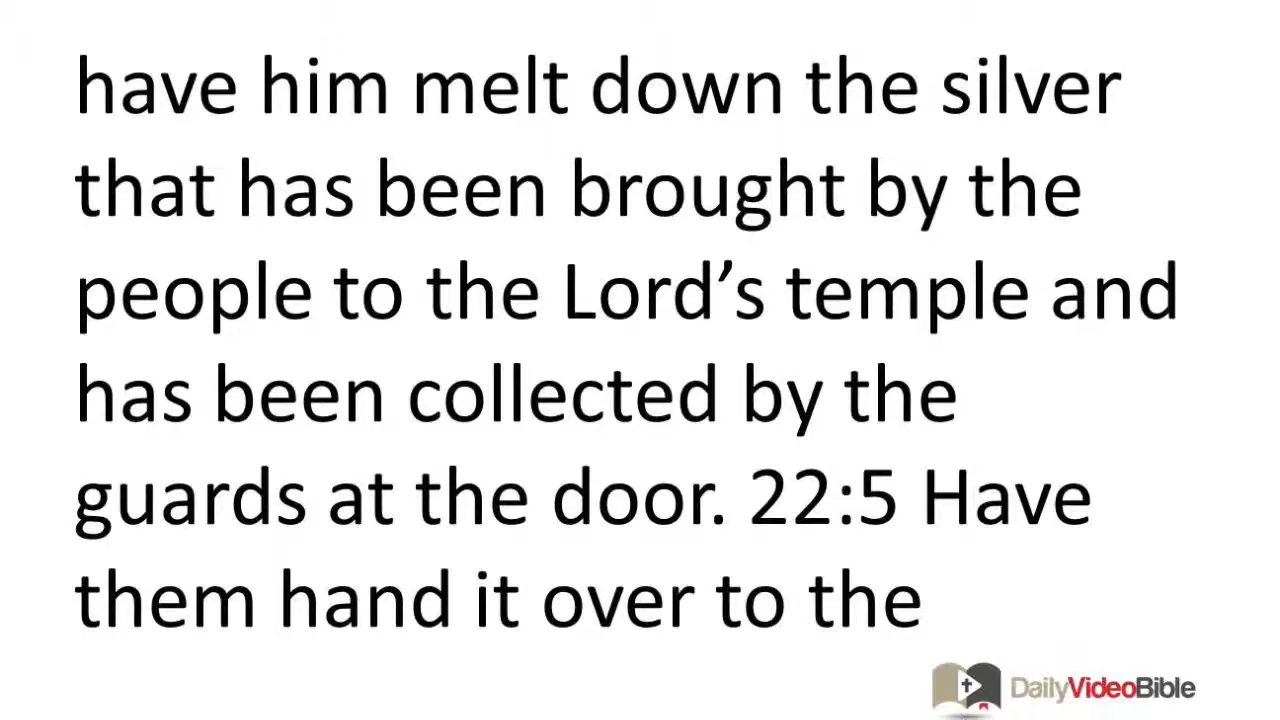 have him melt down the silver
that has been brought by the
people to the Lord’s temple and
has been collected by the
guards at the door. 22:5 Have
them hand it over to the
DailyVideoBible